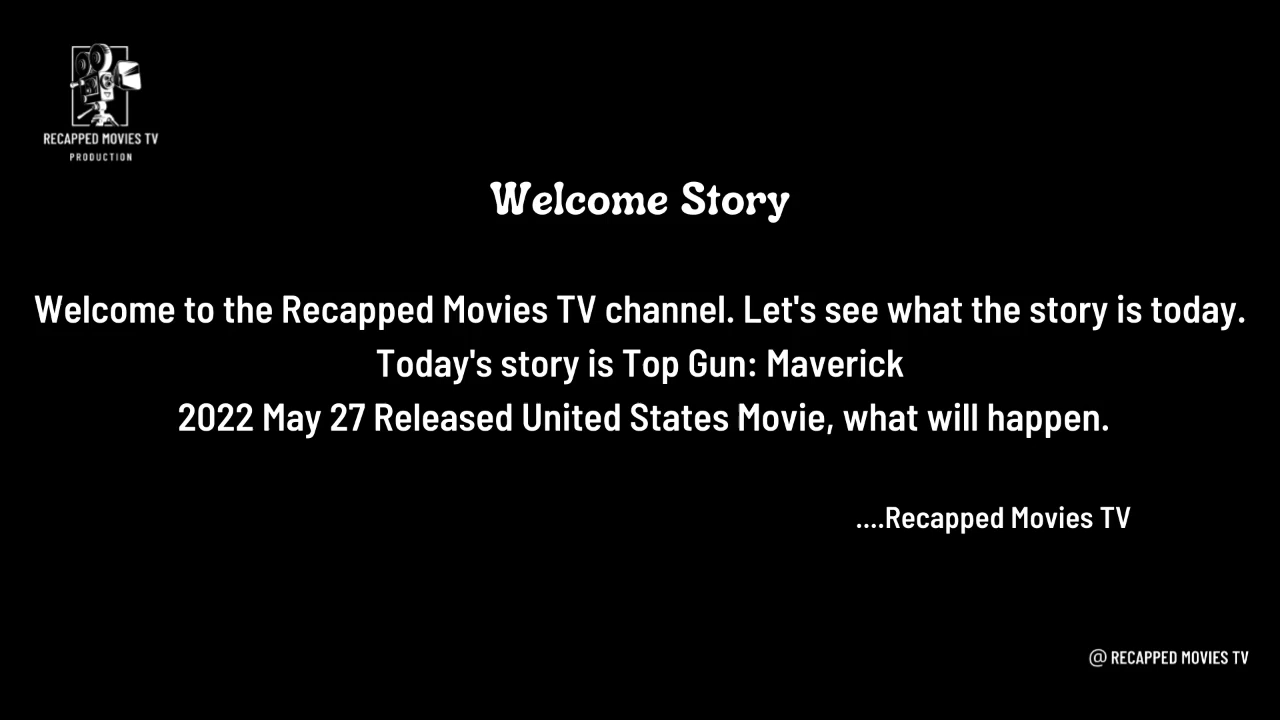 RECAPPED MOVIES TV
PRODUCTION
Welcome Story
Welcome to the Recapped Movies TV channel. Let's see what the story is today.
Today's story is Top Gun: Maverick
2022 May 27 Released United States Movie, what will happen.
....Recapped Movies TV
@ RECAPPED MOVIES TV